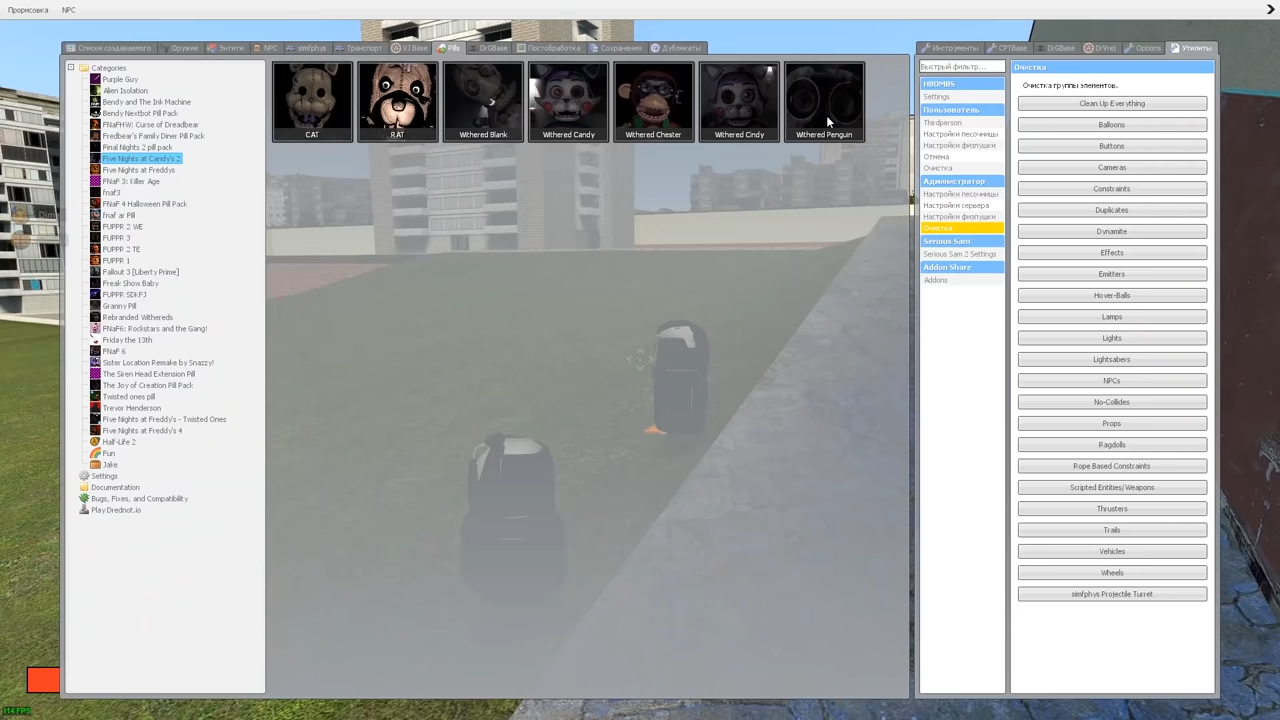 Прорисовка NPC
Списки создаваемого Оружие Энтити NPC simfphys Транспорт VJ Base Pills DrGBase Постобработка Сохранения Дубликаты
Categories
Purple Guy
Alien Isolation
Bendy and The Ink Machine
Bendy Nextbot Pill Pack
FNaFHW: Curse of Dreadbear
Fredbear's Family Diner Pill Pack
Final Nights 2 pill pack
Five Nights at Candy's 2
Five Nights at Freddys
FNaF 3: Killer Age
fnaf3
FNaF 4 Halloween Pill Pack
fnaf ar Pill
FUPPR 2 WE
FUPPR 3
FUPPR 2 TE
FUPPR 1
Fallout 3 [Liberty Prime]
Freak Show Baby
FUPPR SDLFJ
Granny Pill
Rebranded Withereds
FNaF6: Rockstars and the Gang!
Friday the 13th
FNaF 6
Sister Location Remake by Snazzy!
The Siren Head Extension Pill
The Joy of Creation Pill Pack
Twisted ones pill
Trevor Henderson
Five Nights at Freddy's - Twisted Ones
Five Nights at Freddy's 4
Half-Life 2
Fun
Jake
Settings
Documentation
Bugs, Fixes, and Compatibility
Play Drednot.io
CAT RAT Withered Blank Withered Candy Withered Chester Withered Cindy Withered Penguin
Инструменты CPTBase DrGBase DrVrej Options Утилиты
Быстрый фильтр...
HBOMBS
Settings
Пользователь
Thirdperson
Настройки песочницы
Настройки физпушки
Отмена
Очистка
Администратор
Настройки песочницы
Настройки сервера
Настройки физпушки
Очистка
Serious Sam
Serious Sam 2 Settings
Addon Share
Addons
Очистка
Очистка группы элементов.
Clean Up Everything
Balloons
Buttons
Cameras
Constraints
Duplicates
Dynamite
Effects
Emitters
Hover-Balls
Lamps
Lights
Lightsabers
NPCs
No-Collides
Props
Ragdolls
Rope Based Constraints
Scripted Entities/Weapons
Thrusters
Trails
Vehicles
Wheels
simfphys Projectile Turret
114 FPS